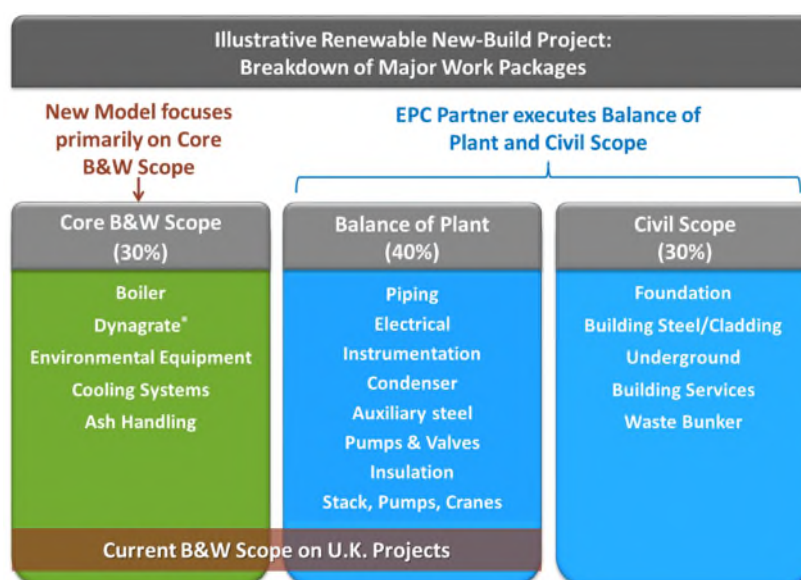 Illustrative Renewable New-Build Project:
Breakdown of Major Work Packages
New Model focuses
primarily on Core
B&W Scope
EPC Partner executes Balance of
Plant and Civil Scope
Core B&W Scope
(30%)
Boiler
Dynagrate®
Environmental Equipment
Cooling Systems
Ash Handling
Balance of Plant
(40%)
Piping
Electrical
Instrumentation
Condenser
Auxiliary steel
Pumps & Valves
Insulation
Stack, Pumps, Cranes
Civil Scope
(30%)
Foundation
Building Steel/Cladding
Underground
Building Services
Waste Bunker
Current B&W Scope on U.K. Projects